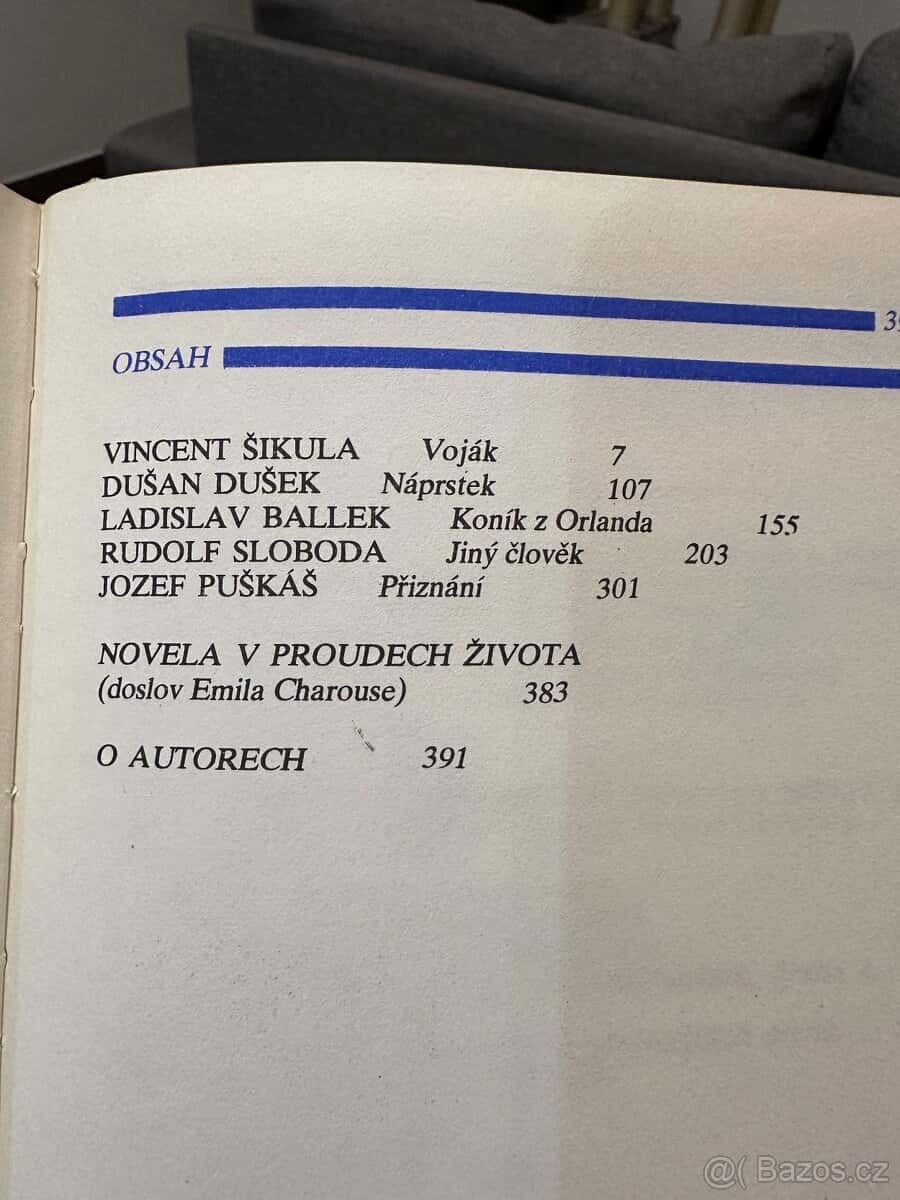 OBSAH
VINCENT ŠIKULA Voják 7
DUŠAN DUŠEK Náprstek 107
LADISLAV BALLEK Koník z Orlanda 155
RUDOLF SLOBODA Jiný člověk 203
JOZEF PUŠKÁŠ Přiznání 301
NOVELA V PROUDECH ŽIVOTA
(doslov Emila Charouse) 383
O AUTORECH 391
@( Bazos.cz